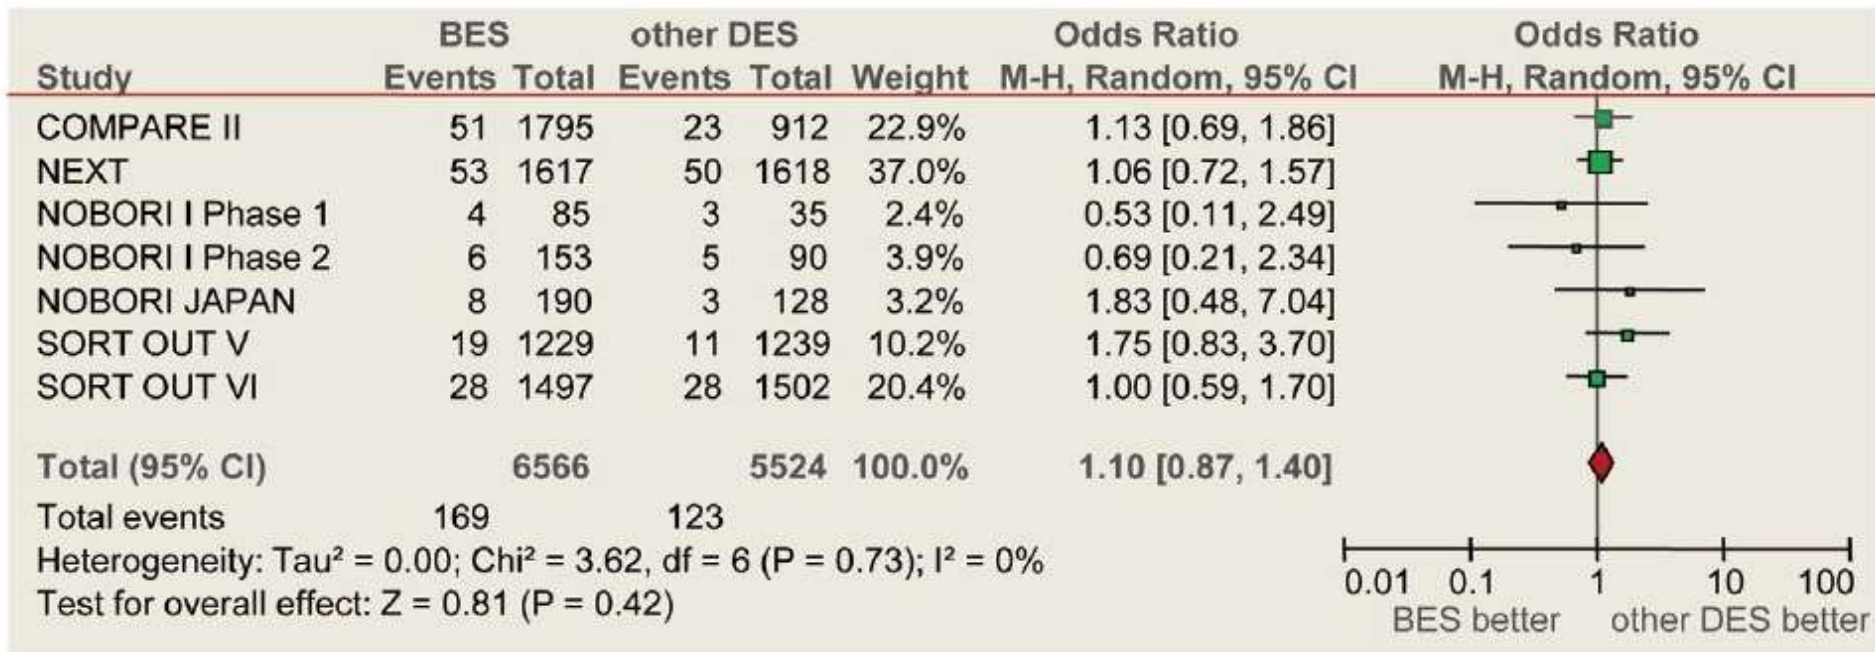 BES other DES Odds Ratio Odds Ratio
Study Events Total Events Total Weight M-H, Random, 95% CI M-H, Random, 95% CI
COMPARE II 51 1795 23 912 22.9% 1.13 [0.69, 1.86]
NEXT 53 1617 50 1618 37.0% 1.06 [0.72, 1.57]
NOBORI I Phase 1 4 85 3 35 2.4% 0.53 [0.11, 2.49]
NOBORI I Phase 2 6 153 5 90 3.9% 0.69 [0.21, 2.34]
NOBORI JAPAN 8 190 3 128 3.2% 1.83 [0.48, 7.04]
SORT OUT V 19 1229 11 1239 10.2% 1.75 [0.83, 3.70]
SORT OUT VI 28 1497 28 1502 20.4% 1.00 [0.59, 1.70]
Total (95% CI) 6566 5524 100.0% 1.10 [0.87, 1.40]
Total events 169 123
Heterogeneity: Tau² = 0.00; Chi² = 3.62, df = 6 (P = 0.73); I² = 0%
Test for overall effect: Z = 0.81 (P = 0.42)
0.01 0.1 1 10 100
BES better other DES better